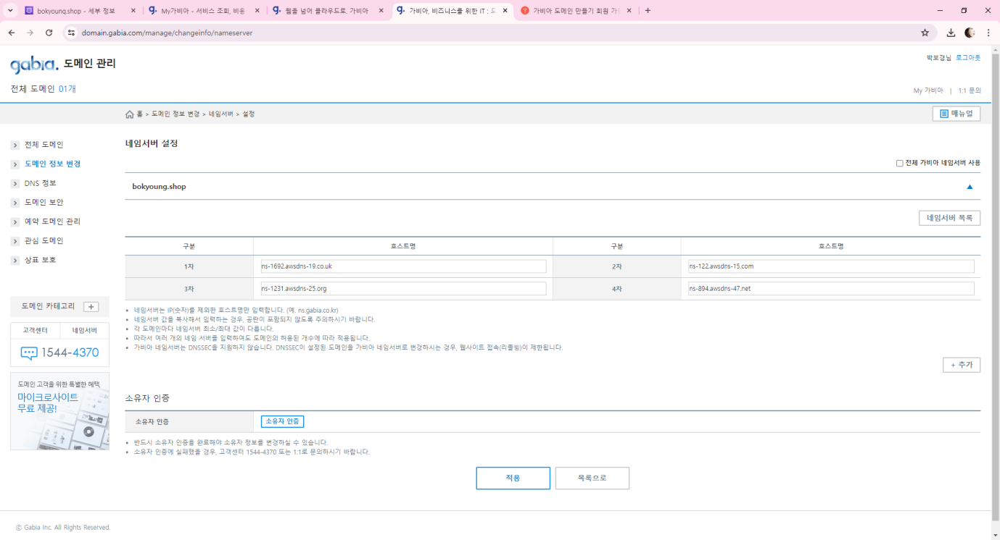 bokyoung.shop - 세부 정보
My가비아 - 서비스 조회, 비용
웹을 넘어 클라우드로, 가비아
가비아, 비즈니스를 위한 IT : 도
가비아 도메인 만들기 회원 가
domain.gabia.com/manage/changeinfo/nameserver
gabia. 도메인 관리
박보경님 로그아웃
전체 도메인 01개
My 가비아 | 1:1 문의
홈 > 도메인 정보 변경 > 네임서버 > 설정
매뉴얼
전체 도메인
도메인 정보 변경
DNS 정보
도메인 보안
예약 도메인 관리
관심 도메인
상표 보호
도메인 카테고리 +
고객센터 네임서버
1544-4370
도메인 고객을 위한 특별한 혜택
마이크로사이트
무료 제공!
네임서버 설정
전체 가비아 네임서버 사용
bokyoung.shop
네임서버 목록
구분 호스트명 구분 호스트명
1차 ns-1692.awsdns-19.co.uk 2차 ns-122.awsdns-15.com
3차 ns-1231.awsdns-25.org 4차 ns-894.awsdns-47.net
• 네임서버는 IP(숫자)를 제외한 호스트명만 입력합니다. (예. ns.gabia.co.kr)
• 네임서버 값을 복사해서 입력하는 경우, 공란이 포함되지 않도록 주의하시기 바랍니다.
• 각 도메인마다 네임서버 최소/최대 값이 다릅니다.
• 따라서 여러 개의 네임 서버를 입력하여도 도메인의 허용된 개수에 따라 적용됩니다.
• 가비아 네임서버는 DNSSEC을 지원하지 않습니다. DNSSEC이 설정된 도메인을 가비아 네임서버로 변경하시는 경우, 웹사이트 접속(리졸빙)이 제한됩니다.
+ 추가
소유자 인증
소유자 인증 소유자 인증
• 반드시 소유자 인증을 완료해야 소유자 정보를 변경하실 수 있습니다.
• 소유자 인증에 실패했을 경우, 고객센터 1544-4370 또는 1:1로 문의하시기 바랍니다.
적용 목록으로
ⓒ Gabia Inc. All Rights Reserved.